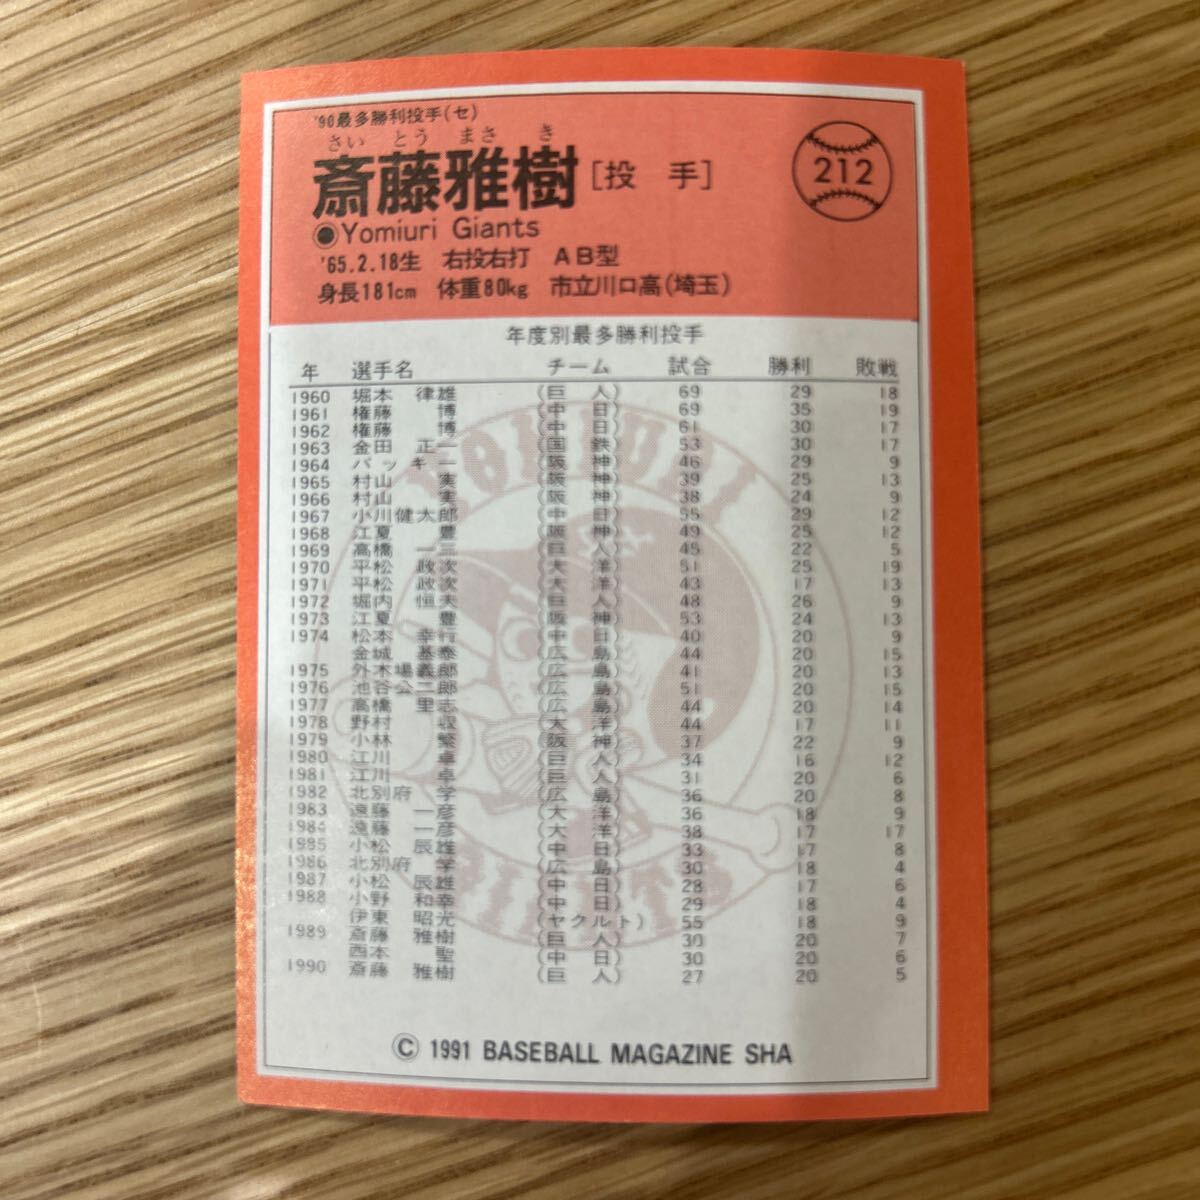 '90最多勝利投手(セ)
さい とう まさ き
斎藤雅樹[投 手]
212
●Yomiuri Giants
'65.2.18生 右投右打 AB型
身長181cm 体重80kg 市立川口高(埼玉)
年度別最多勝利投手
年 選手名 チーム 試合 勝利 敗戦
1960 堀本 律雄 (巨 人) 69 29 18
1961 権藤 博 (中 日) 69 35 19
1962 権藤 博 (中 日) 61 30 17
1963 金田 正一 (国 鉄) 53 30 17
1964 バッキー (阪 神) 46 29 9
1965 村山 実 (阪 神) 39 25 13
1966 村山 実 (阪 神) 38 24 9
1967 小川健太郎 (中 日) 55 29 12
1968 江夏 豊 (阪 神) 49 25 12
1969 高橋 一三 (巨 人) 45 22 5
1970 平松 政次 (大 洋) 51 25 19
1971 平松 政次 (大 洋) 43 17 13
1972 堀内 恒夫 (巨 人) 48 26 9
1973 江夏 豊 (阪 神) 53 24 13
1974 松本 幸行 (中 日) 40 20 9
金城 基泰 (広 島) 44 20 15
1975 外木場義郎 (広 島) 41 20 13
1976 池谷公二郎 (広 島) 51 20 15
1977 高橋 里志 (広 島) 44 20 14
1978 野村 収 (大 洋) 44 17 11
1979 小林 繁 (阪 神) 37 22 9
1980 江川 卓 (巨 人) 34 16 12
1981 江川 卓 (巨 人) 31 20 6
1982 北別府 学 (広 島) 36 20 8
1983 遠藤 一彦 (大 洋) 36 18 9
1984 遠藤 一彦 (大 洋) 38 17 17
1985 小松 辰雄 (中 日) 33 17 8
1986 北別府 学 (広 島) 30 18 4
1987 小松 辰雄 (中 日) 28 17 6
1988 小野 和幸 (中 日) 29 18 4
伊東 昭光 (ヤクルト) 55 18 9
1989 斎藤 雅樹 (巨 人) 30 20 7
西本 聖 (中 日) 30 20 6
1990 斎藤 雅樹 (巨 人) 27 20 5
YOMIURI
GIANTS
© 1991 BASEBALL MAGAZINE SHA